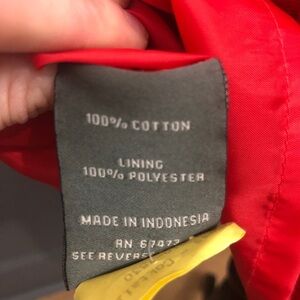 100% COTTON
LINING
100% POLYESTER
MADE IN INDONESIA
RN 67473
SEE REVERSE